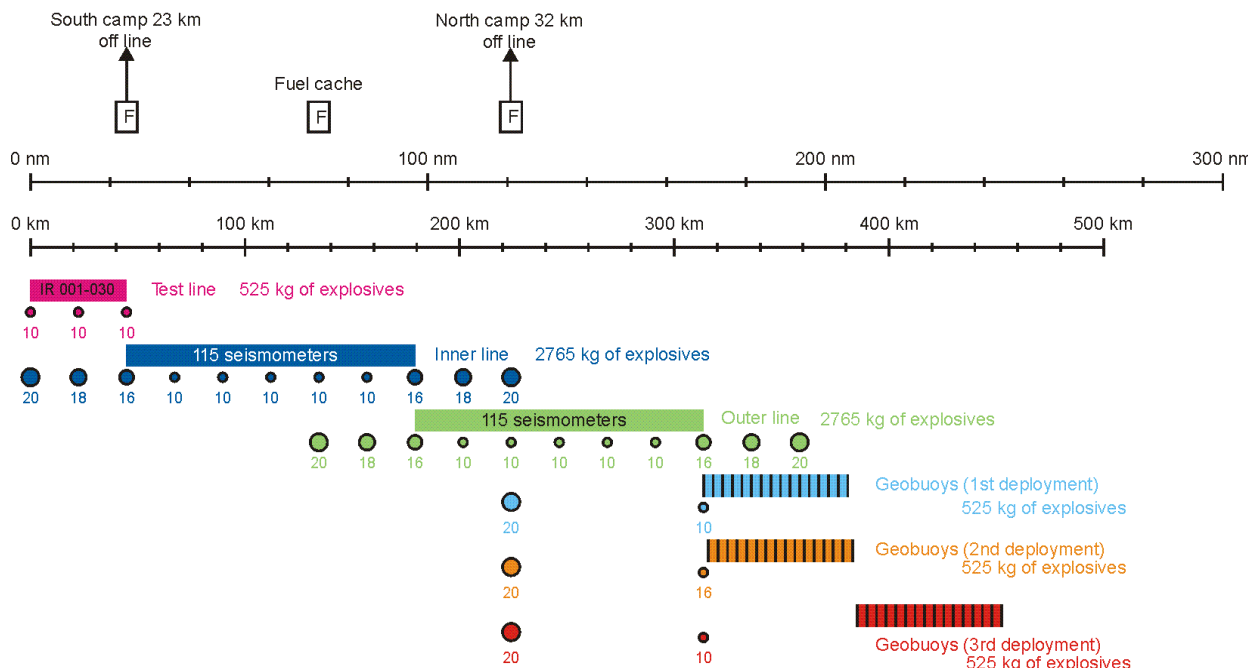 South camp 23 km
off line
North camp 32 km
off line
Fuel cache
F
F
F
0 nm 100 nm 200 nm 300 nm
0 km 100 km 200 km 300 km 400 km 500 km
IR 001-030 Test line 525 kg of explosives
10 10 10
115 seismometers Inner line 2765 kg of explosives
20 18 16 10 10 10 10 10 16 18 20
115 seismometers Outer line 2765 kg of explosives
20 18 16 10 10 10 10 10 16 18 20
Geobuoys (1st deployment)
525 kg of explosives
20 10
Geobuoys (2nd deployment)
525 kg of explosives
20 16
Geobuoys (3rd deployment)
525 kg of explosives
20 10